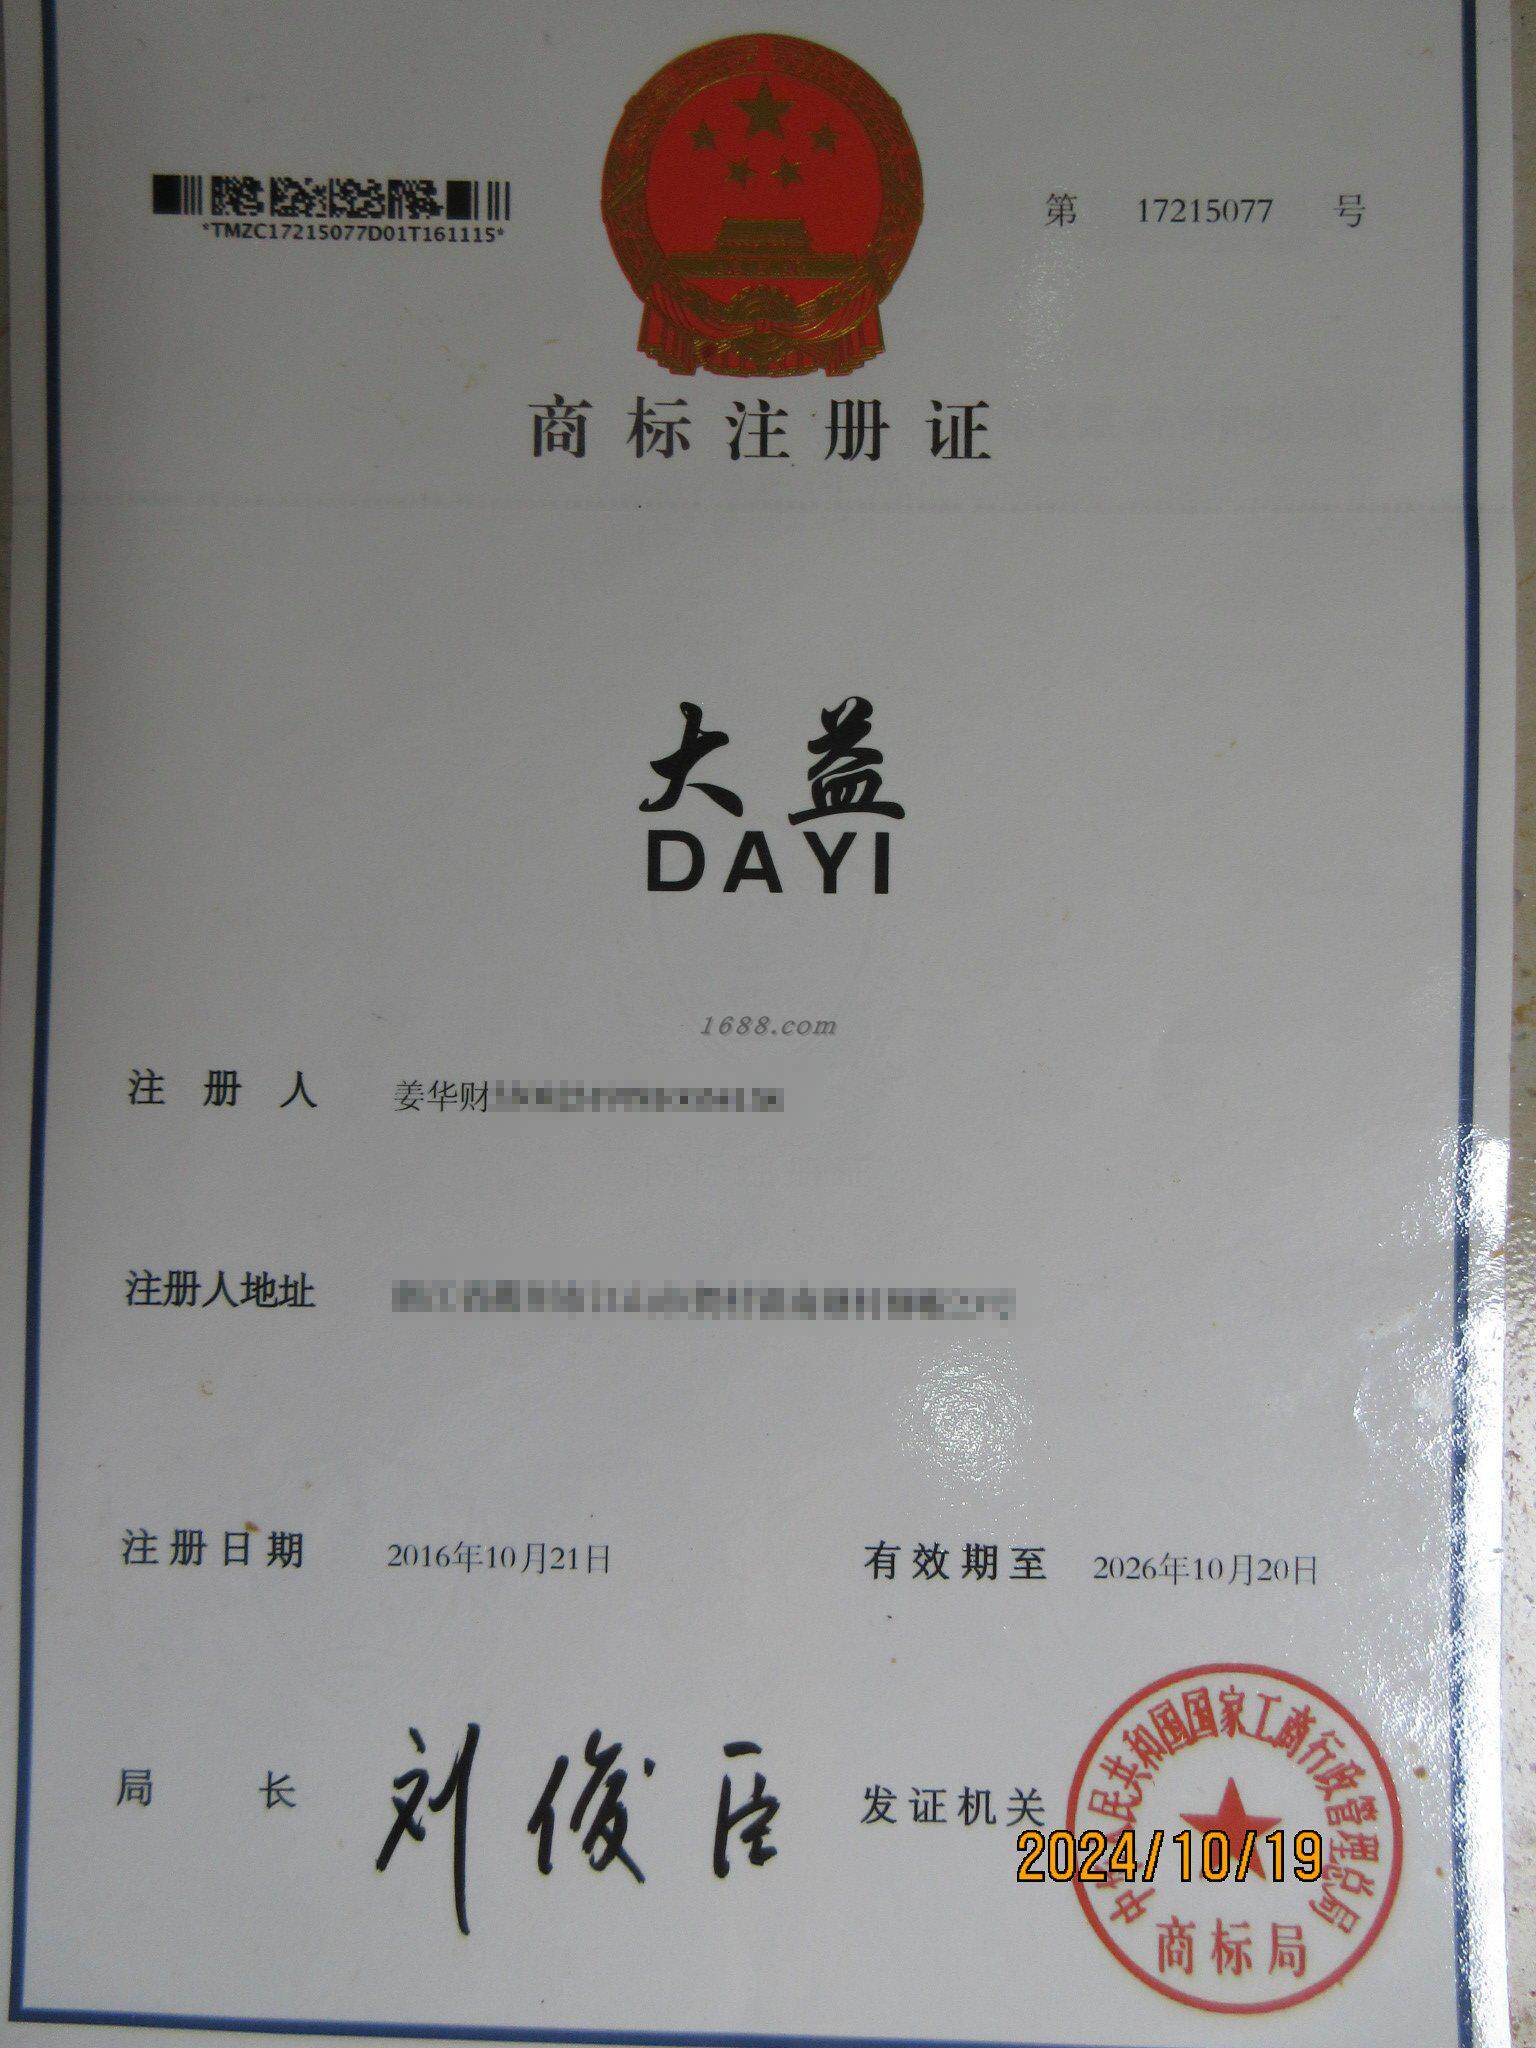 *TMZC17215077D01T161115*
第 17215077 号
商标注册证
大益
DAYI
1688.com
注册人 姜华财
注册人地址
注册日期 2016年10月21日 有效期至 2026年10月20日
局长 刘俊臣 发证机关
中华人民共和国国家工商行政管理总局
商标局
2024/10/19